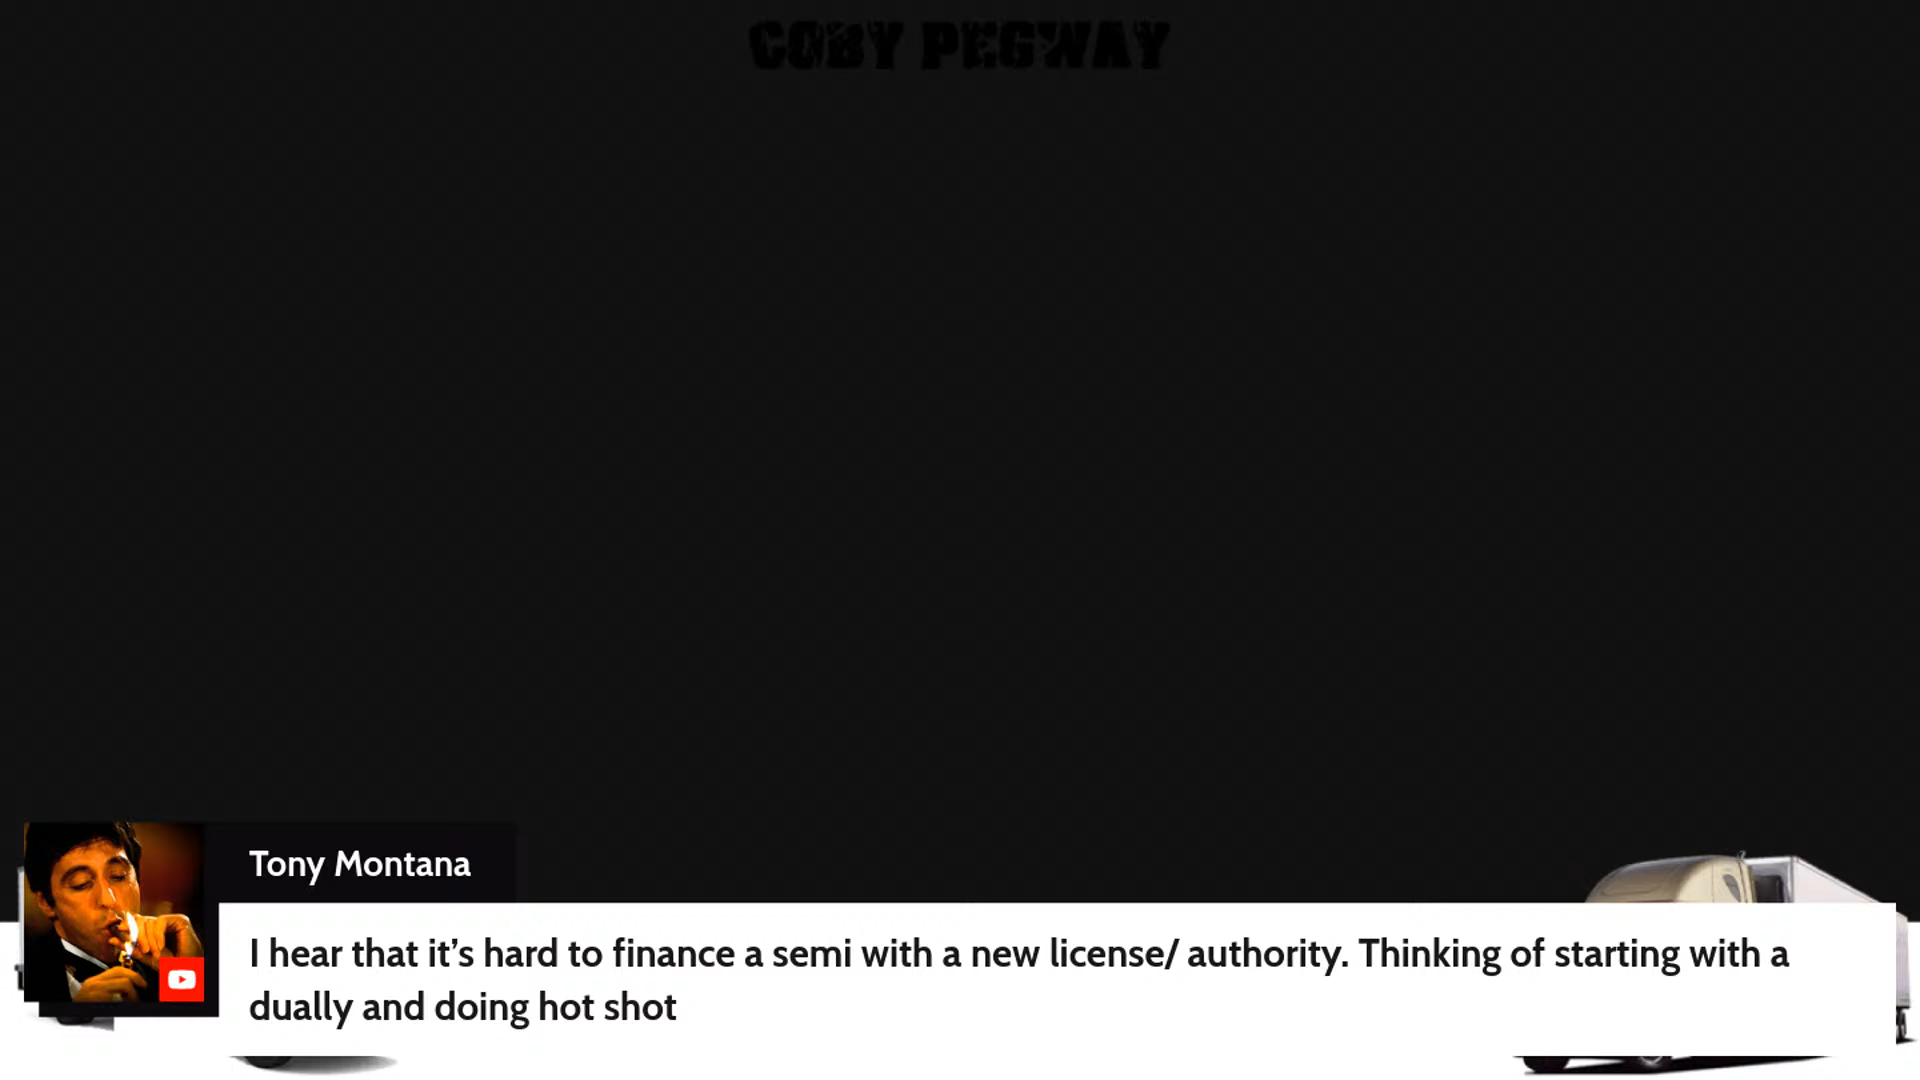 COBY PEGWAY
Tony Montana
I hear that it’s hard to finance a semi with a new license/ authority. Thinking of starting with a
dually and doing hot shot